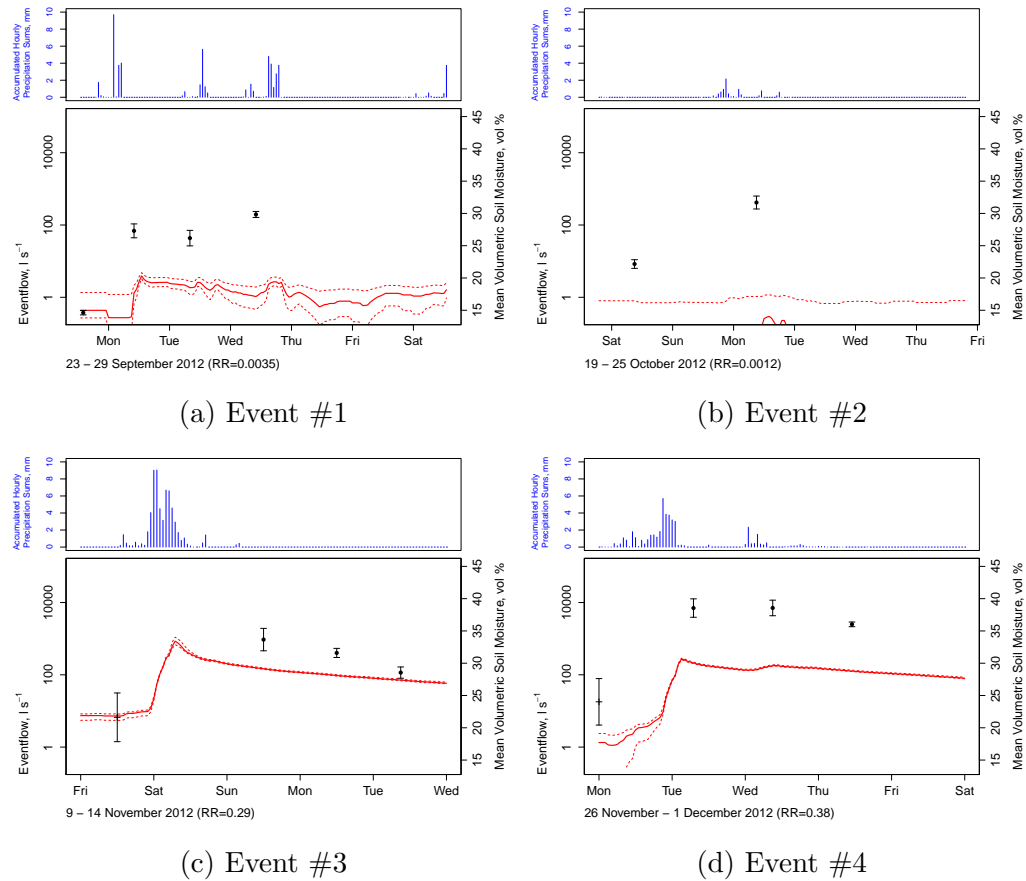 Accumulated Hourly
Precipitation Sums, mm
0 2 4 6 8 10
Eventflow, l s⁻¹
1 100 10000
Mean Volumetric Soil Moisture, vol %
15 20 25 30 35 40 45
Mon Tue Wed Thu Fri Sat
23 – 29 September 2012 (RR=0.0035)
(a) Event #1
Accumulated Hourly
Precipitation Sums, mm
0 2 4 6 8 10
Eventflow, l s⁻¹
1 100 10000
Mean Volumetric Soil Moisture, vol %
15 20 25 30 35 40 45
Sat Sun Mon Tue Wed Thu Fri
19 – 25 October 2012 (RR=0.0012)
(b) Event #2
Accumulated Hourly
Precipitation Sums, mm
0 2 4 6 8 10
Eventflow, l s⁻¹
1 100 10000
Mean Volumetric Soil Moisture, vol %
15 20 25 30 35 40 45
Fri Sat Sun Mon Tue Wed
9 – 14 November 2012 (RR=0.29)
(c) Event #3
Accumulated Hourly
Precipitation Sums, mm
0 2 4 6 8 10
Eventflow, l s⁻¹
1 100 10000
Mean Volumetric Soil Moisture, vol %
15 20 25 30 35 40 45
Mon Tue Wed Thu Fri Sat
26 November – 1 December 2012 (RR=0.38)
(d) Event #4